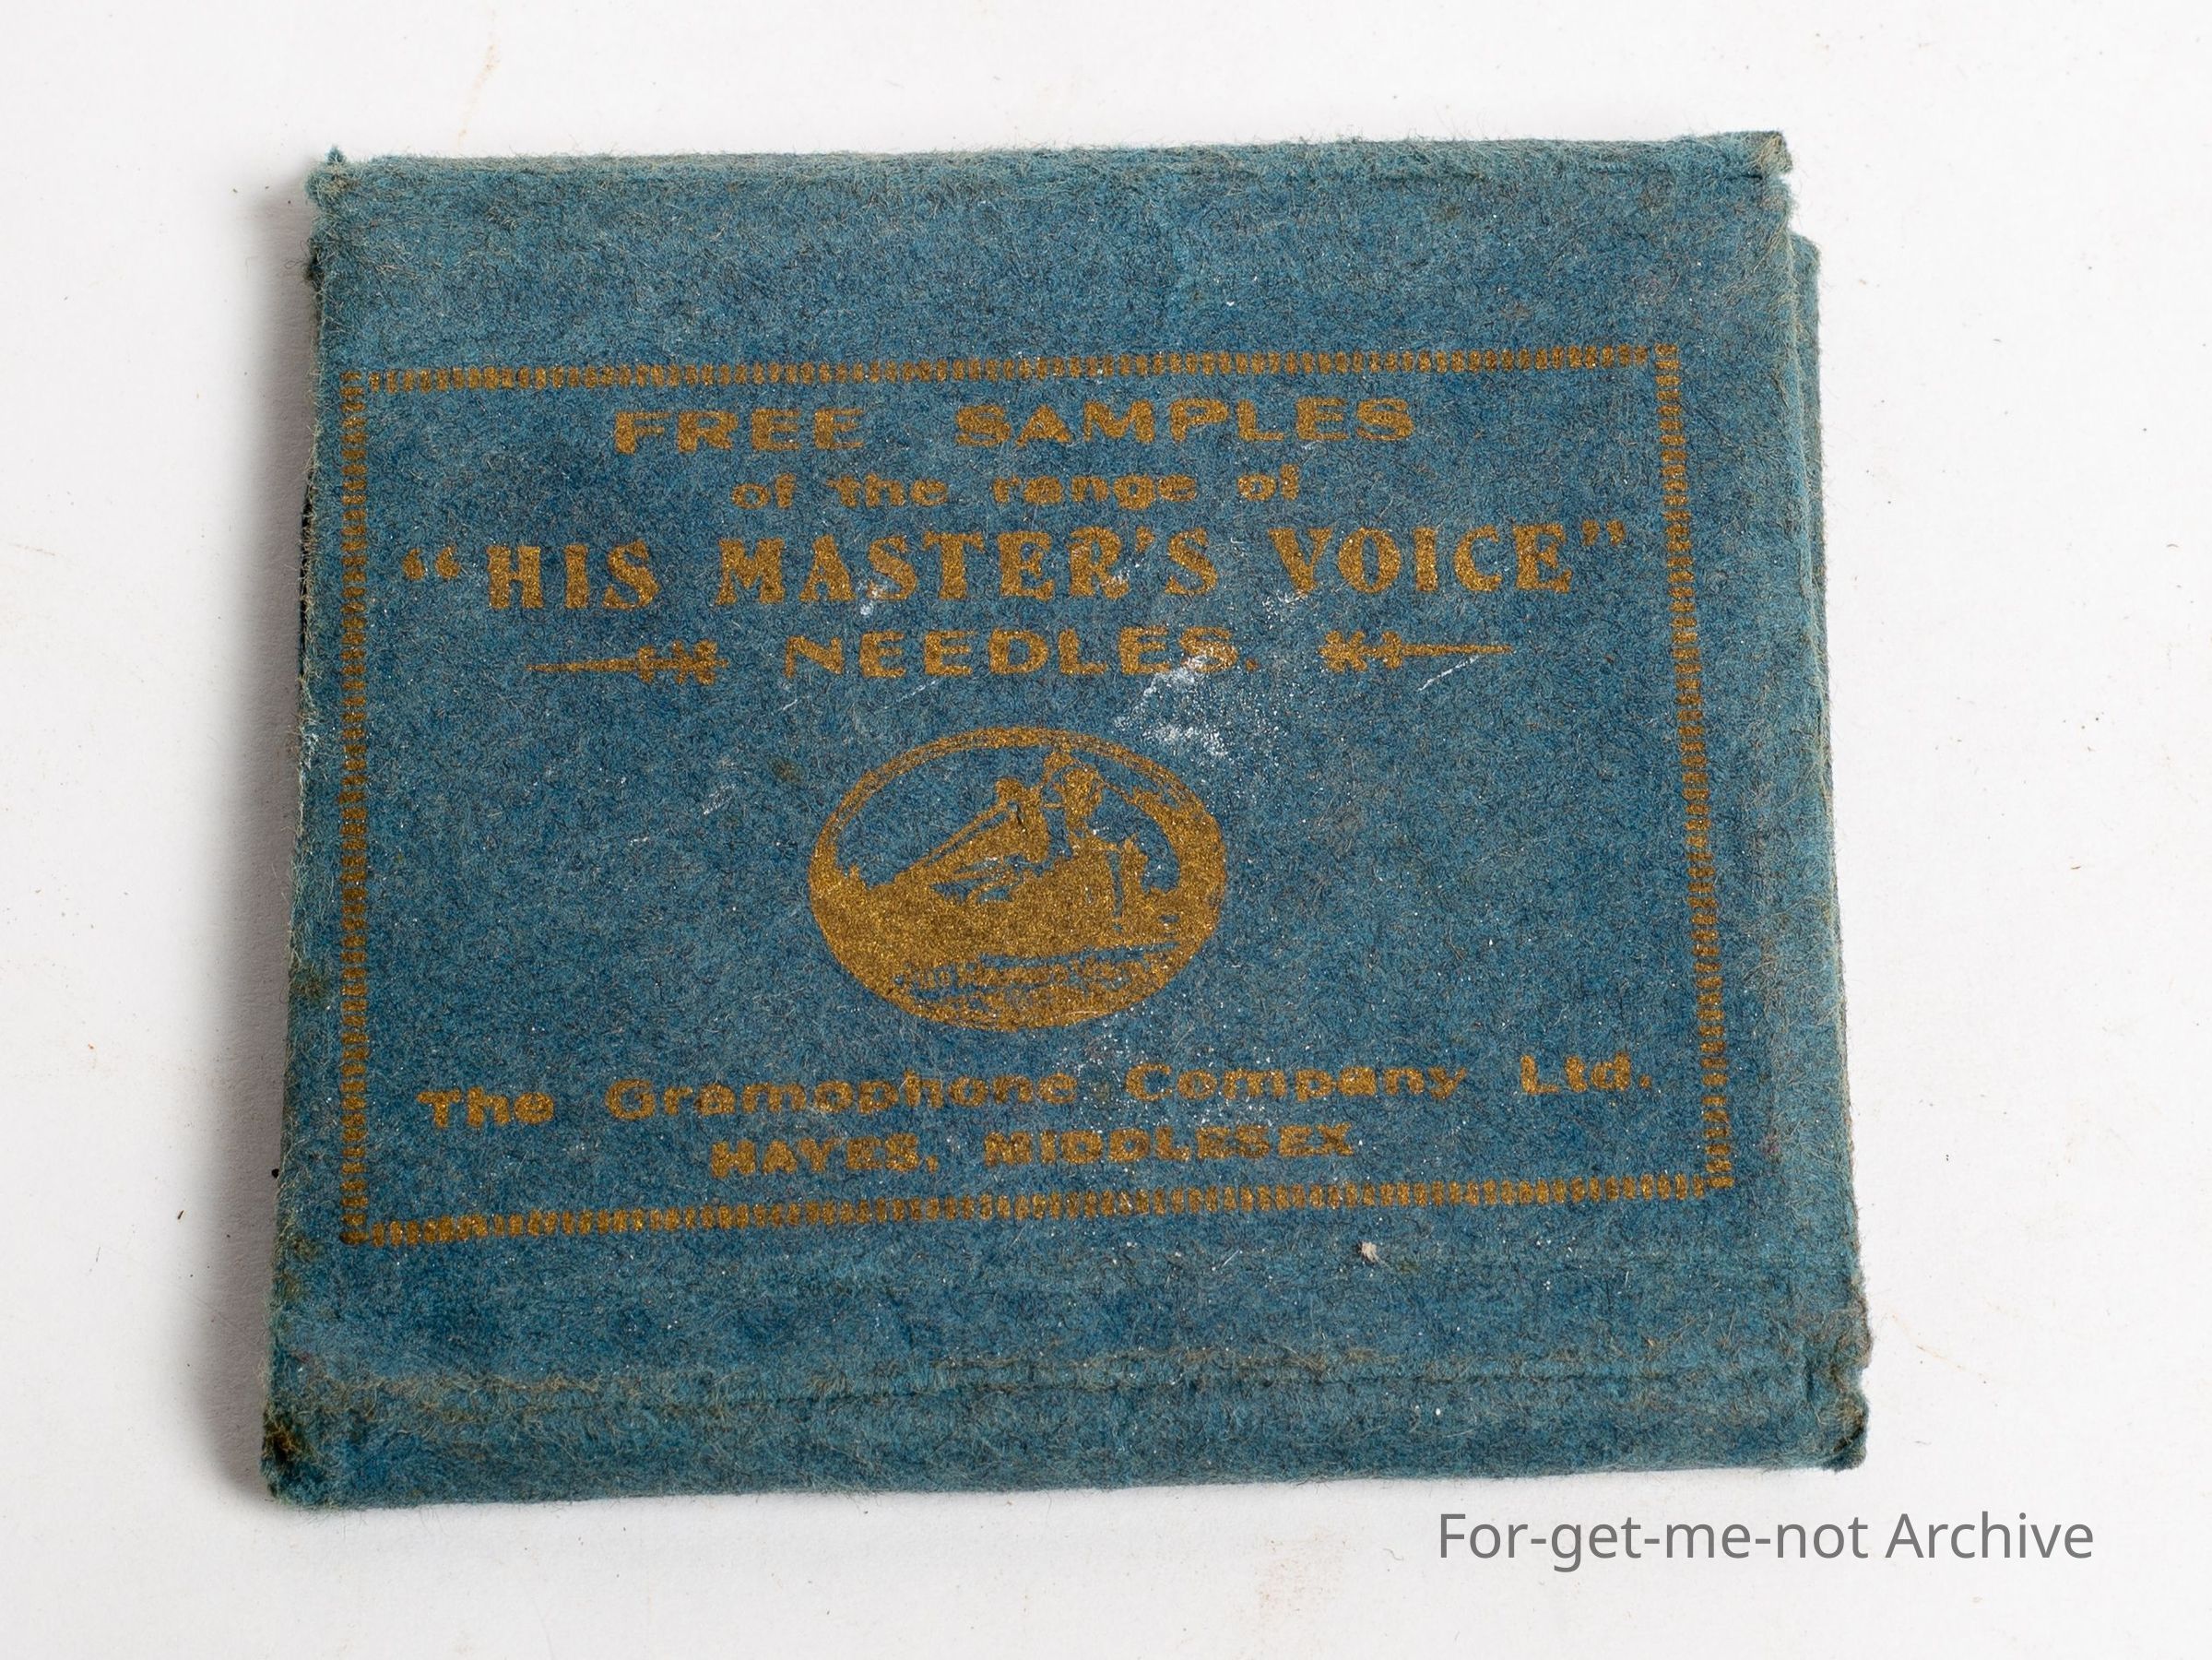 FREE SAMPLES
of the range of
“HIS MASTER'S VOICE”
NEEDLES.
The Gramophone Company Ltd.
HAYES, MIDDLESEX
For-get-me-not Archive